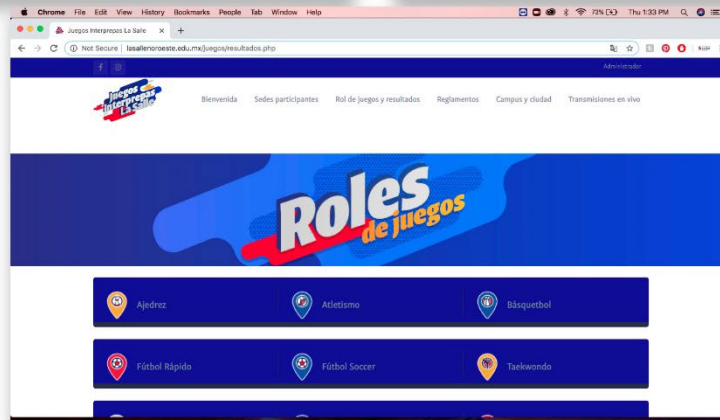 Chrome File Edit View History Bookmarks People Tab Window Help
73% Thu 1:33 PM
Juegos Interprepas La Salle
Not Secure | lasallenoroeste.edu.mx/juegos/resultados.php
Administrador
Juegos
interprepas
La Salle
Bienvenida Sedes participantes Rol de juegos y resultados Reglamentos Campus y ciudad Transmisiones en vivo
Roles
de juegos
Ajedrez Atletismo Básquetbol
Fútbol Rápido Fútbol Soccer Taekwondo